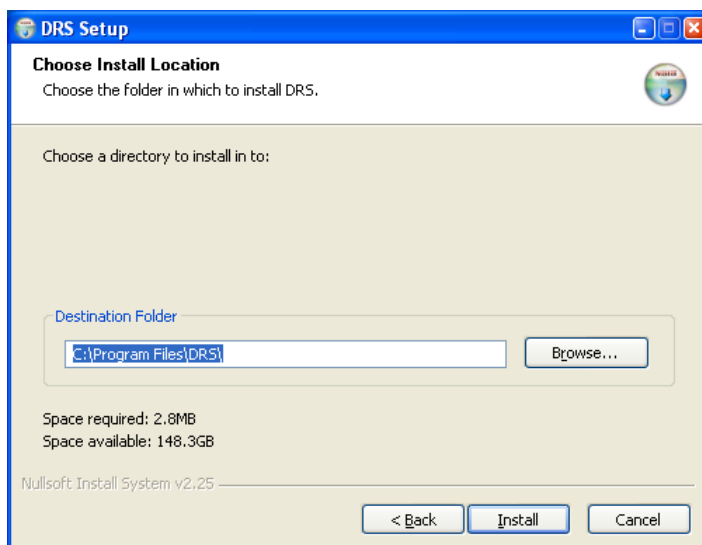 DRS Setup
Choose Install Location
Choose the folder in which to install DRS.
Choose a directory to install in to:
Destination Folder
C:\Program Files\DRS\
Browse...
Space required: 2.8MB
Space available: 148.3GB
Nullsoft Install System v2.25
< Back
Install
Cancel